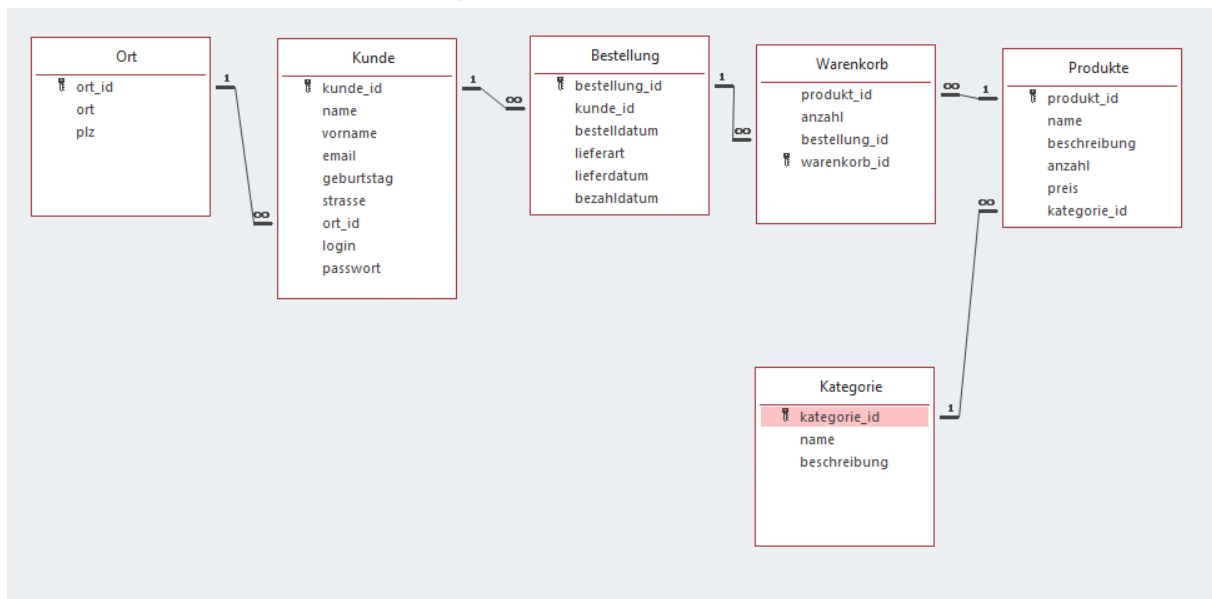 Ort
ort_id
ort
plz
1
∞
Kunde
kunde_id
name
vorname
email
geburtstag
strasse
ort_id
login
passwort
1
∞
Bestellung
bestellung_id
kunde_id
bestelldatum
lieferart
lieferdatum
bezahldatum
1
∞
Warenkorb
produkt_id
anzahl
bestellung_id
warenkorb_id
∞
1
Produkte
produkt_id
name
beschreibung
anzahl
preis
kategorie_id
∞
1
Kategorie
kategorie_id
name
beschreibung